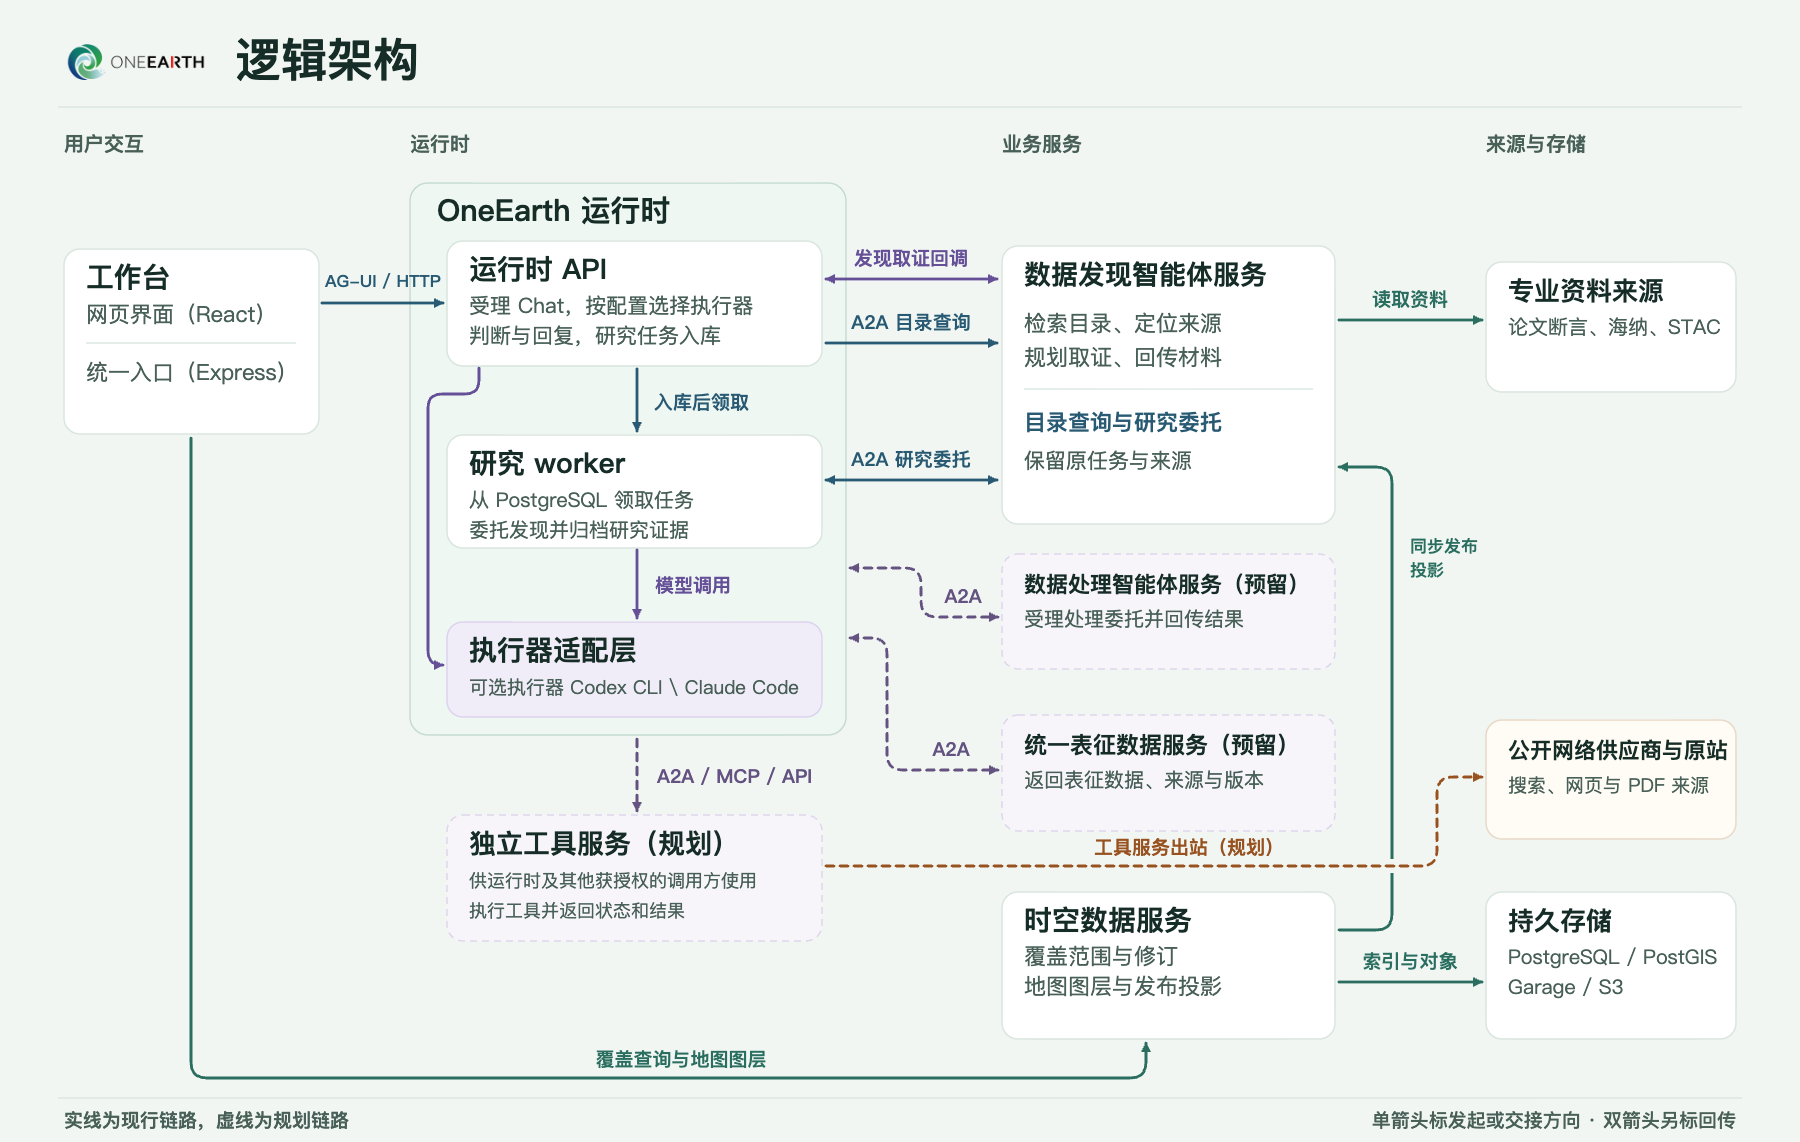 ONEEARTH 逻辑架构
用户交互
运行时
业务服务
来源与存储
工作台
网页界面（React）
统一入口（Express）
AG-UI / HTTP
OneEarth 运行时
运行时 API
受理 Chat，按配置选择执行器
判断与回复，研究任务入库
入库后领取
研究 worker
从 PostgreSQL 领取任务
委托发现并归档研究证据
模型调用
执行器适配层
可选执行器 Codex CLI \ Claude Code
A2A / MCP / API
独立工具服务（规划）
供运行时及其他获授权的调用方使用
执行工具并返回状态和结果
发现取证回调
A2A 目录查询
A2A 研究委托
A2A
A2A
数据发现智能体服务
检索目录、定位来源
规划取证、回传材料
目录查询与研究委托
保留原任务与来源
数据处理智能体服务（预留）
受理处理委托并回传结果
统一表征数据服务（预留）
返回表征数据、来源与版本
工具服务出站（规划）
时空数据服务
覆盖范围与修订
地图图层与发布投影
读取资料
同步发布
投影
索引与对象
专业资料来源
论文断言、海纳、STAC
公开网络供应商与原站
搜索、网页与 PDF 来源
持久存储
PostgreSQL / PostGIS
Garage / S3
覆盖查询与地图图层
实线为现行链路，虚线为规划链路
单箭头标发起或交接方向 · 双箭头另标回传